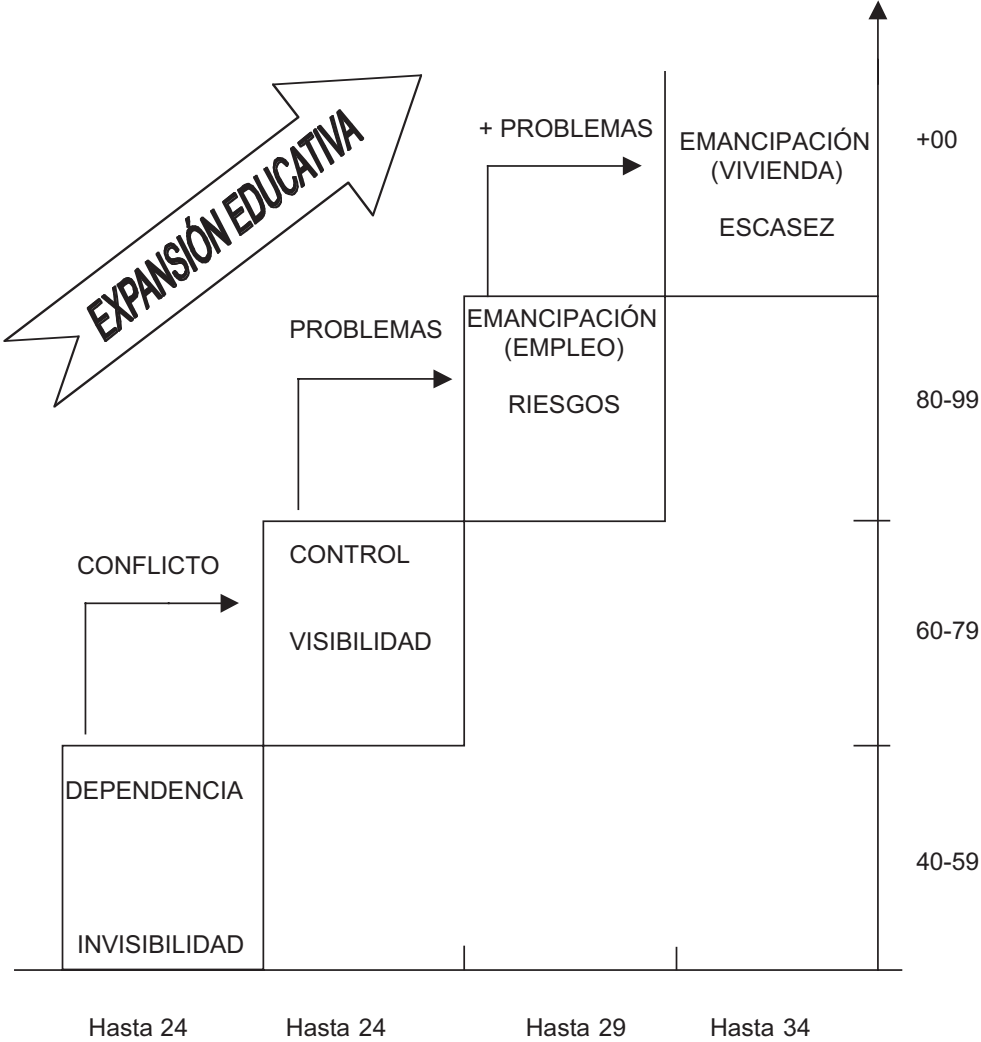 EXPANSIÓN EDUCATIVA
+ PROBLEMAS
EMANCIPACIÓN
(VIVIENDA)
ESCASEZ
+00
PROBLEMAS
EMANCIPACIÓN
(EMPLEO)
RIESGOS
80-99
CONFLICTO
CONTROL
VISIBILIDAD
60-79
DEPENDENCIA
INVISIBILIDAD
40-59
Hasta 24
Hasta 24
Hasta 29
Hasta 34